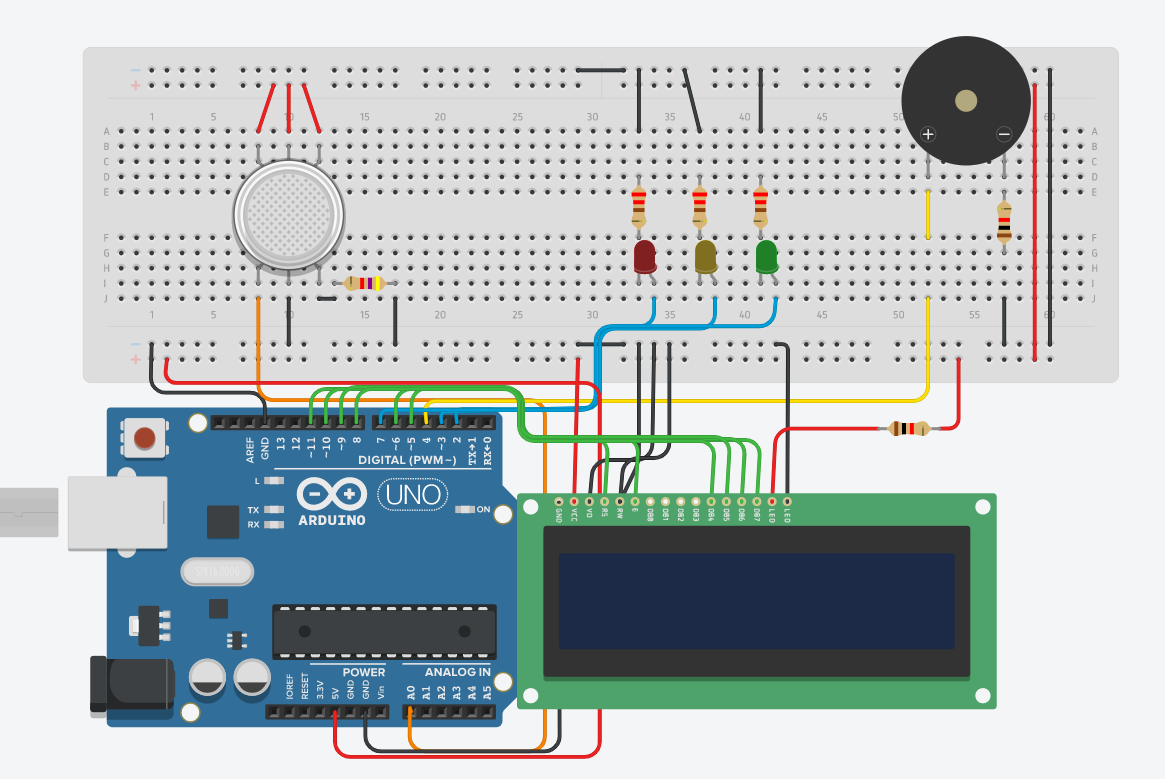 − −
+ +
1 5 10 15 20 25 30 35 40 45 50 60
A A
B B
C C
D D
E E
+ −
F F
G G
H H
I I
J J
1 5 10 15 20 25 30 35 40 45 50 55 60
− −
+ +
AREF GND 13 12 ~11 ~10 ~9 8 7 ~6 ~5 4 ~3 2 TX→1 RX←0
DIGITAL (PWM~)
L
TX
RX
UNO
ON
ARDUINO
GND VCC VO RS RW E DB0 DB1 DB2 DB3 DB4 DB5 DB6 DB7 LED LED
POWER ANALOG IN
IOREF RESET 3.3V 5V GND GND Vin A0 A1 A2 A3 A4 A5